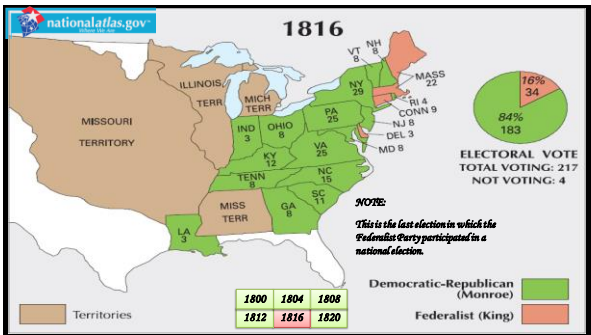 nationalatlas.gov™
Where We Are
1816
VT
8
NH
8
MASS
22
NY
29
RI 4
CONN 9
NJ 8
DEL 3
MD 8
PA
25
ILLINOIS
TERR
MICH
TERR
MISSOURI
TERRITORY
IND
3
OHIO
8
VA
25
KY
12
TENN
8
NC
15
SC
11
GA
8
MISS
TERR
LA
3
16%
34
84%
183
ELECTORAL VOTE
TOTAL VOTING: 217
NOT VOTING: 4
NOTE:
This is the last election in which the
Federalist Party participated in a
national election.
Democratic-Republican
(Monroe)
Federalist (King)
Territories
1800 1804 1808
1812 1816 1820